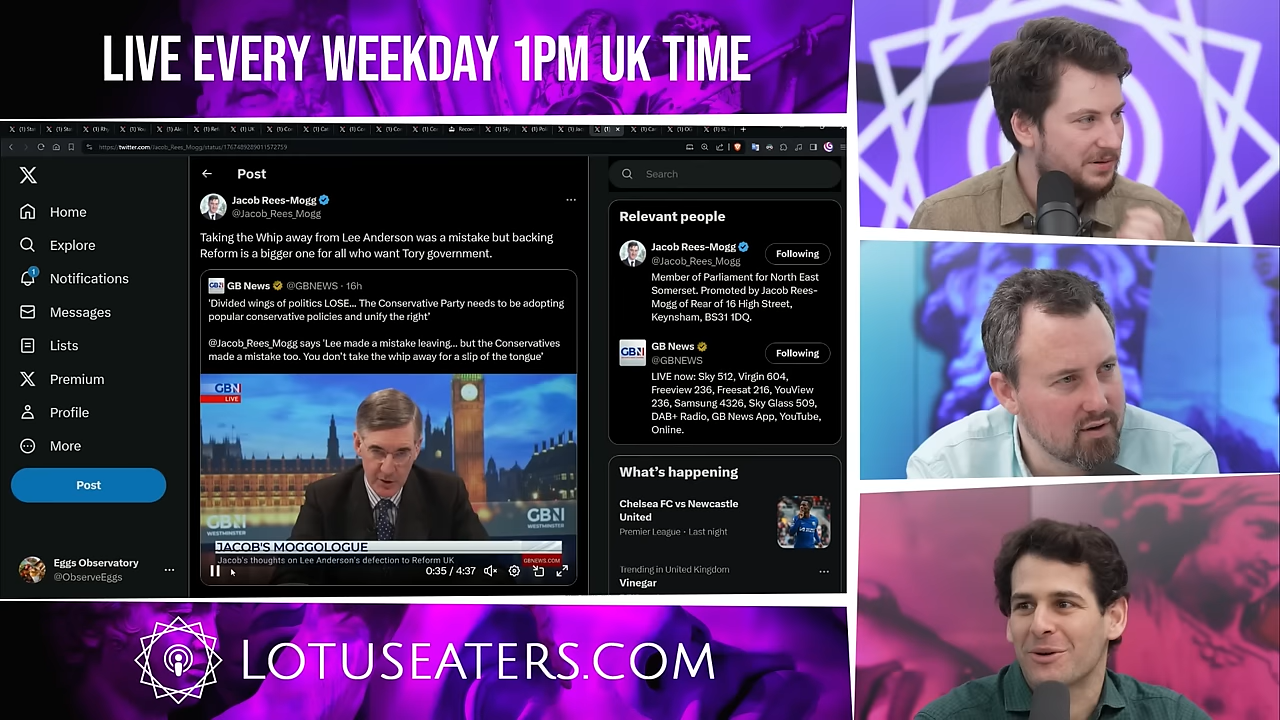 LIVE EVERY WEEKDAY 1PM UK TIME
https://twitter.com/Jacob_Rees_Mogg/status/1767489289011572759
Home
Explore
1
Notifications
Messages
Lists
Premium
Profile
More
Post
Eggs Observatory
@ObserveEggs
Post
Jacob Rees-Mogg
@Jacob_Rees_Mogg
Taking the Whip away from Lee Anderson was a mistake but backing
Reform is a bigger one for all who want Tory government.
GB News @GBNEWS · 16h
'Divided wings of politics LOSE... The Conservative Party needs to be adopting
popular conservative policies and unify the right'
@Jacob_Rees_Mogg says 'Lee made a mistake leaving... but the Conservatives
made a mistake too. You don't take the whip away for a slip of the tongue'
GBN
LIVE
GBN
WESTMINSTER
GBN
WESTMINSTER
JACOB'S MOGGOLOGUE
Jacob's thoughts on Lee Anderson's defection to Reform UK
GBNEWS.COM
0:35 / 4:37
Search
Relevant people
Jacob Rees-Mogg
@Jacob_Rees_Mogg
Following
Member of Parliament for North East
Somerset. Promoted by Jacob Rees-
Mogg of Rear of 16 High Street,
Keynsham, BS31 1DQ.
GB News
@GBNEWS
Following
LIVE now: Sky 512, Virgin 604,
Freeview 236, Freesat 216, YouView
236, Samsung 4326, Sky Glass 509,
DAB+ Radio, GB News App, YouTube,
Online.
What's happening
Chelsea FC vs Newcastle
United
Premier League · Last night
Trending in United Kingdom
Vinegar
LOTUSEATERS.COM